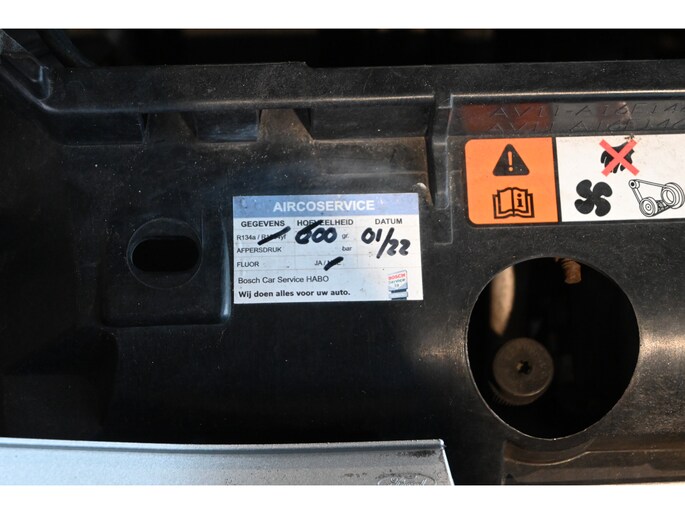 AIRCOSERVICE
GEGEVENS HOEVEELHEID DATUM
R134a / 600 gr. 01/22
AFPERSDRUK bar
FLUOR JA /
Bosch Car Service HABO
Wij doen alles voor uw auto.
BOSCH